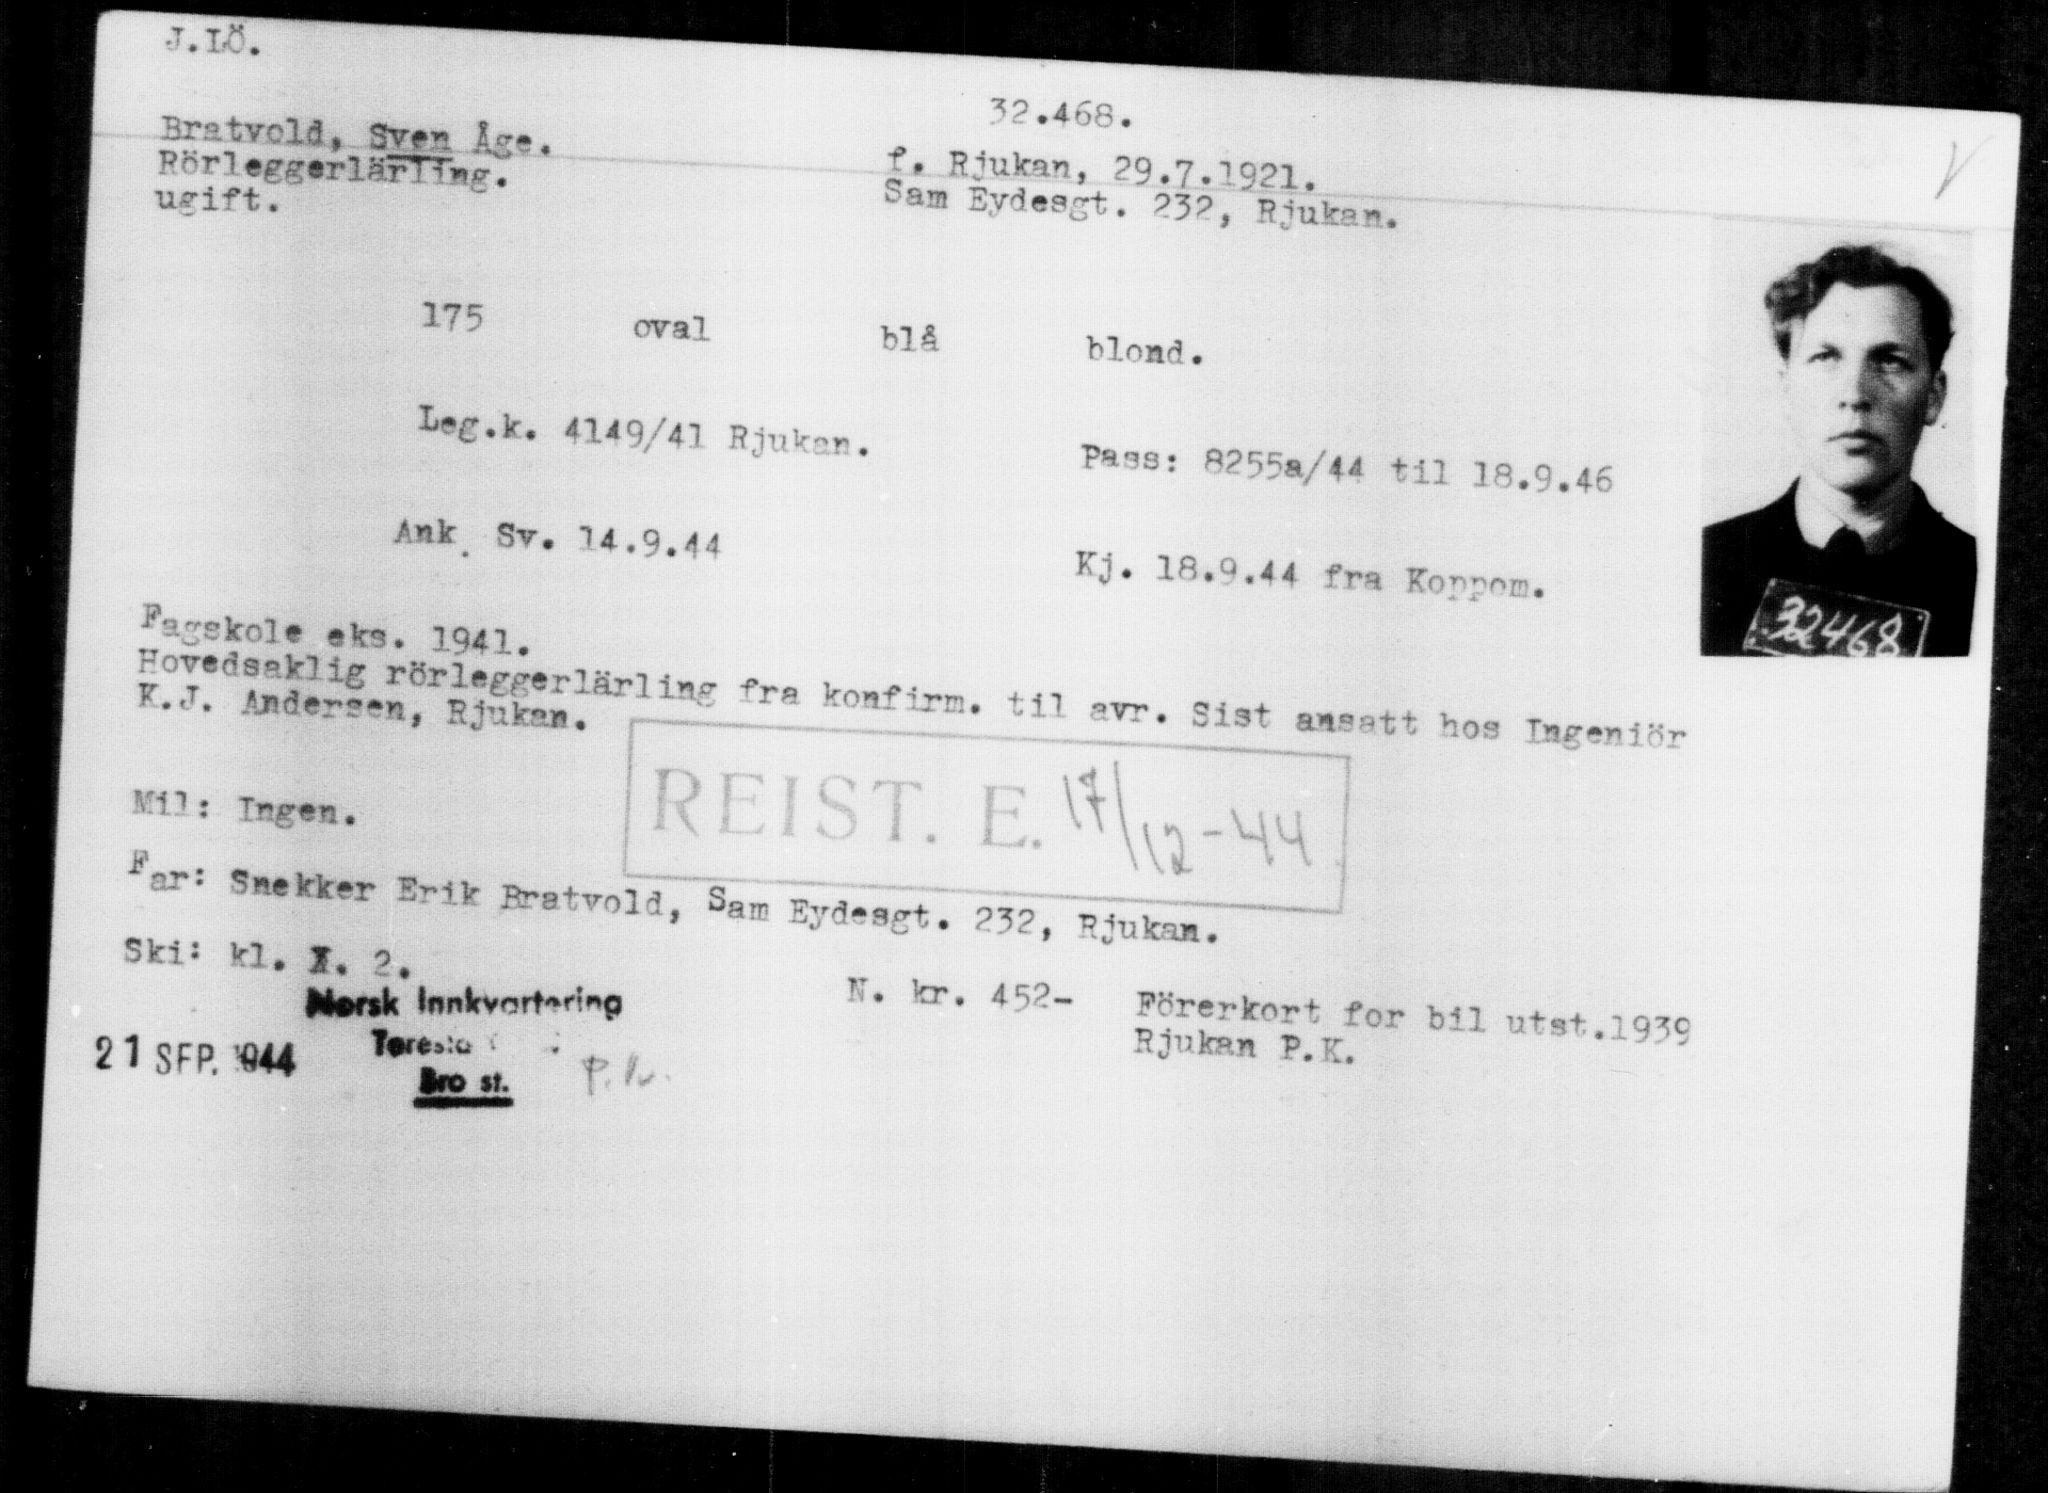 J.LÖ.
32.468.
Bratvold, Sven Åge.
Rörleggerlärling.
ugift.
f. Rjukan, 29.7.1921.
Sam Eydesgt. 232, Rjukan.
175 oval blå blond.
Leg.k. 4149/41 Rjukan.
Pass: 8255a/44 til 18.9.46
Ank. Sv. 14.9.44
Kj. 18.9.44 fra Koppom.
32468
Fagskole eks. 1941.
Hovedsaklig rörleggerlärling fra konfirm. til avr. Sist ansatt hos Ingeniör
K.J. Andersen, Rjukan.
REIST. E. 17/12-44
Mil: Ingen.
Far: Snekker Erik Bratvold, Sam Eydesgt. 232, Rjukan.
Ski: kl. X. 2.
N. kr. 452-
Förerkort for bil utst.1939
Rjukan P.K.
Norsk Innkvartering
21 SEP. 1944
Bro st.